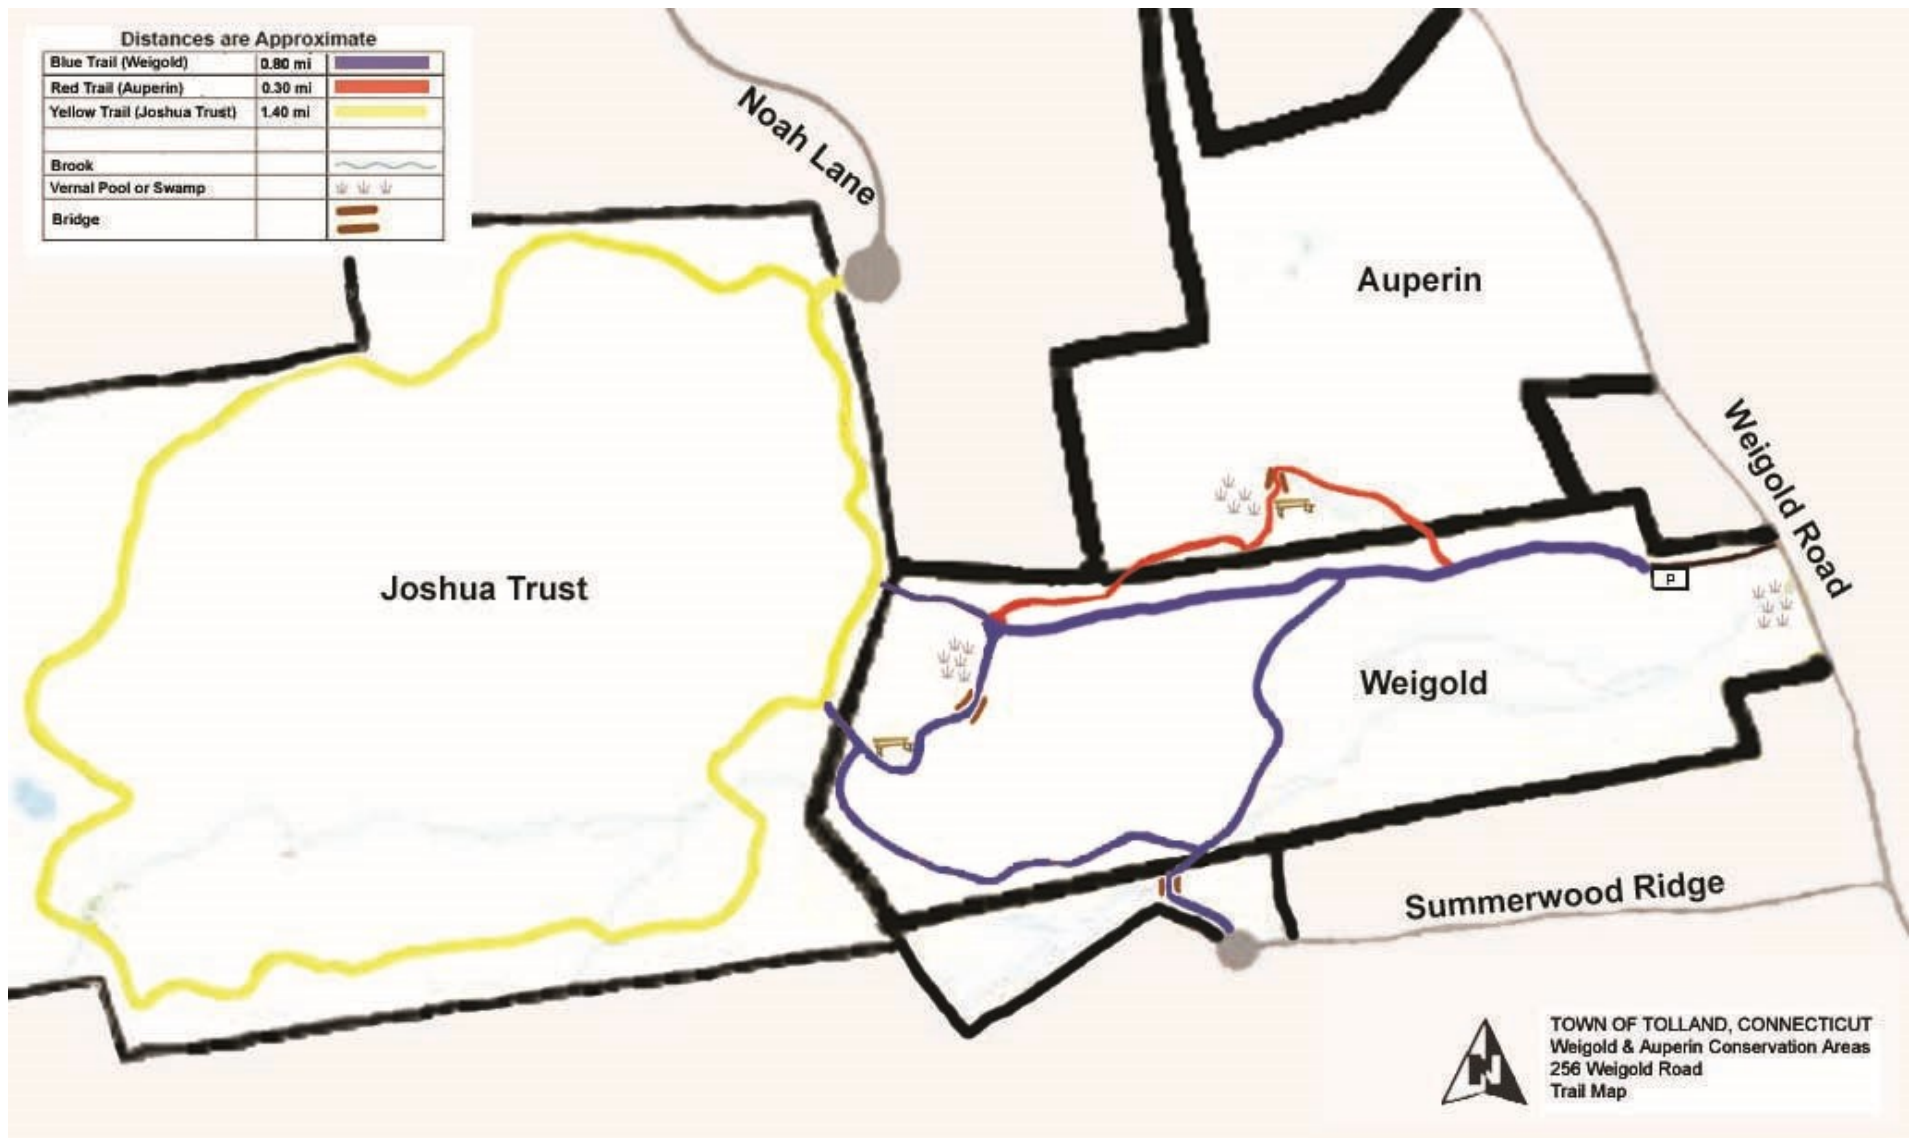 Distances are Approximate
Blue Trail (Weigold) 0.80 mi
Red Trail (Auperin) 0.30 mi
Yellow Trail (Joshua Trust) 1.40 mi
Brook
Vernal Pool or Swamp
Bridge
Noah Lane
Auperin
Weigold Road
Joshua Trust
P
Weigold
Summerwood Ridge
N
TOWN OF TOLLAND, CONNECTICUT
Weigold & Auperin Conservation Areas
256 Weigold Road
Trail Map